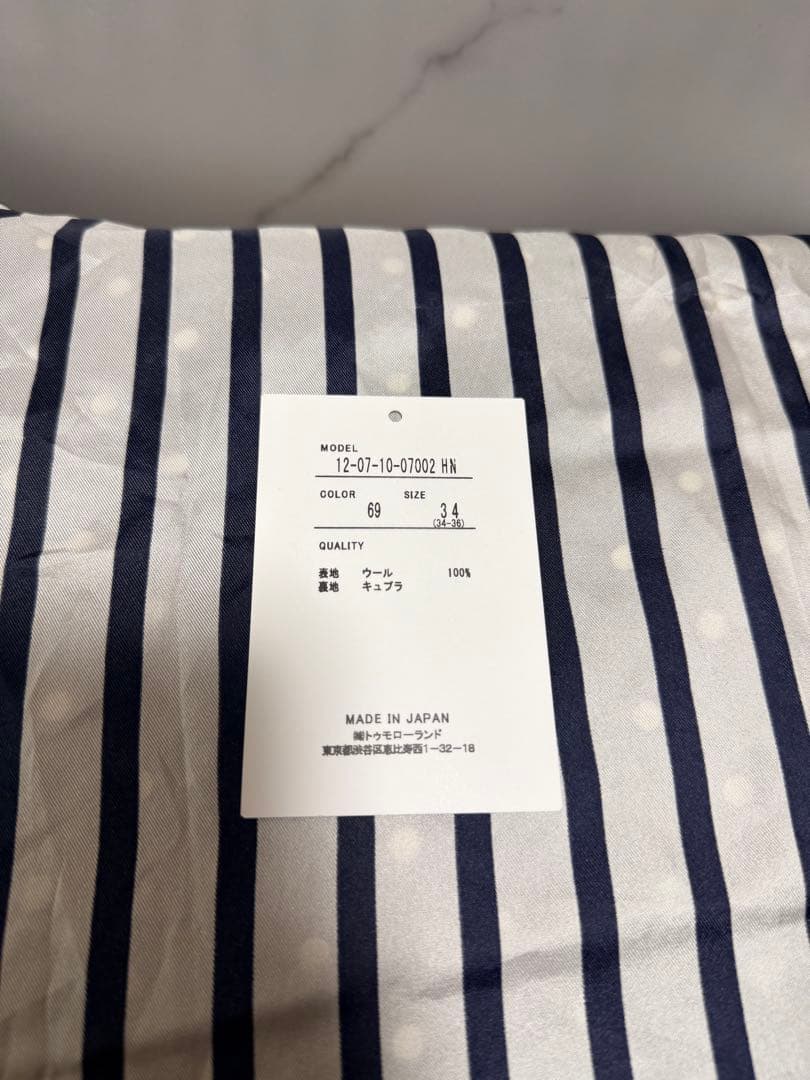 MODEL
12-07-10-07002 HN
COLOR SIZE
69 34
(34-36)
QUALITY
表地 ウール 100%
裏地 キュプラ
MADE IN JAPAN
㈱トゥモローランド
東京都渋谷区恵比寿西1-32-18